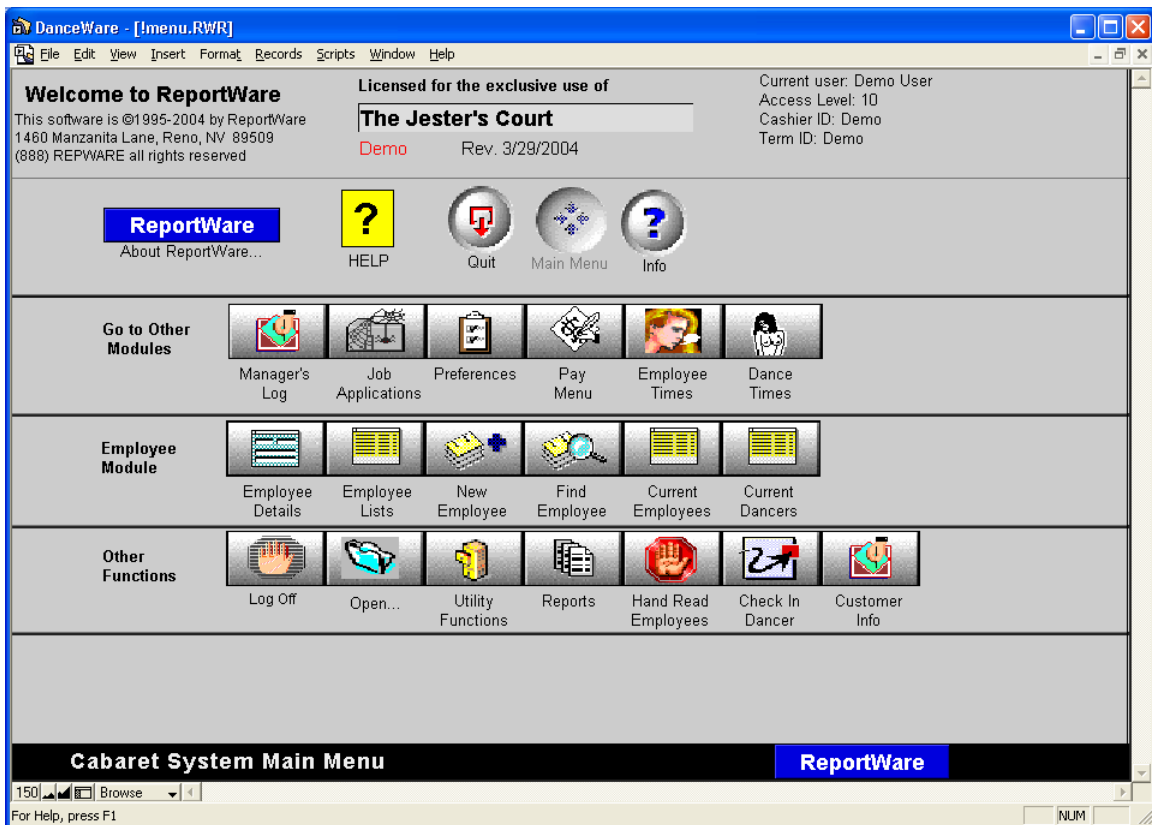 DanceWare - [!menu.RWR]
File Edit View Insert Format Records Scripts Window Help
Welcome to ReportWare
This software is ©1995-2004 by ReportWare
1460 Manzanita Lane, Reno, NV 89509
(888) REPWARE all rights reserved
Licensed for the exclusive use of
The Jester's Court
Demo Rev. 3/29/2004
Current user: Demo User
Access Level: 10
Cashier ID: Demo
Term ID: Demo
ReportWare
About ReportWare...
?
HELP
Quit
Main Menu
?
Info
Go to Other
Modules
Manager's
Log
Job
Applications
Preferences
Pay
Menu
Employee
Times
Dance
Times
Employee
Module
Employee
Details
Employee
Lists
New
Employee
Find
Employee
Current
Employees
Current
Dancers
Other
Functions
Log Off
Open...
Utility
Functions
Reports
Hand Read
Employees
Check In
Dancer
Customer
Info
Cabaret System Main Menu
ReportWare
150 Browse
For Help, press F1
NUM